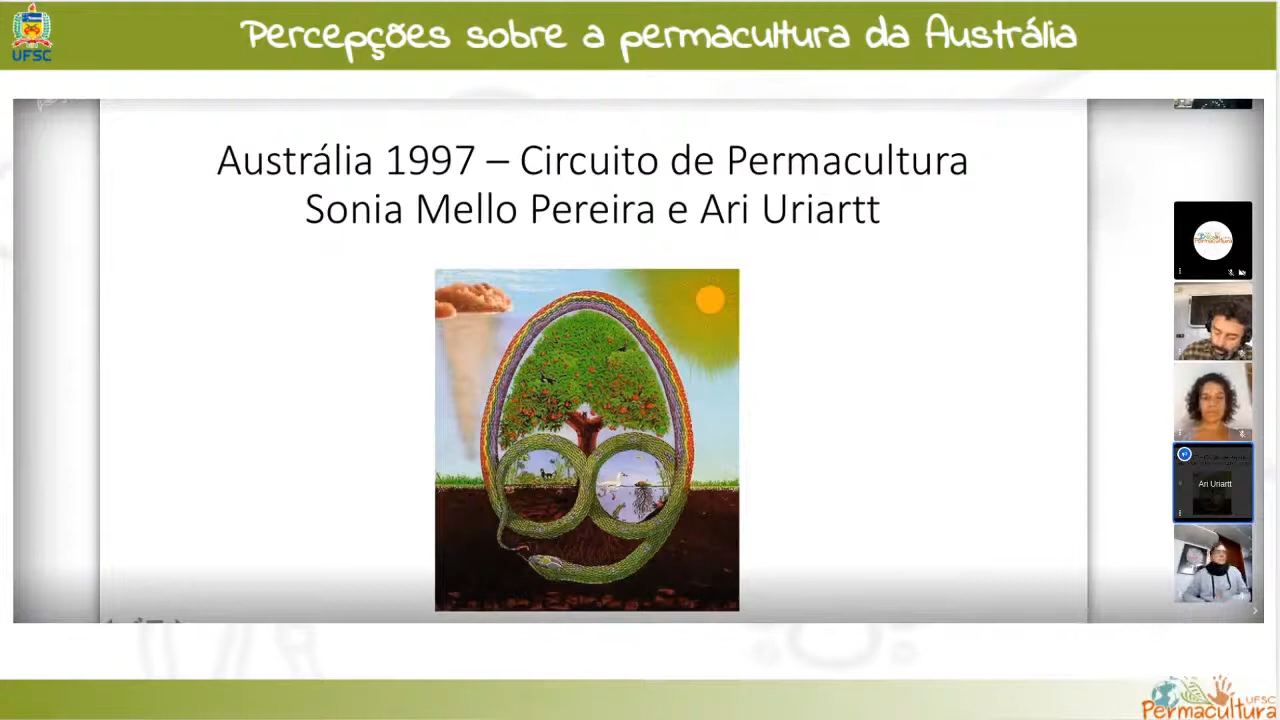 UFSC
Percepções sobre a permacultura da Austrália
Austrália 1997 – Circuito de Permacultura
Sonia Mello Pereira e Ari Uriartt
Permacultura
Ari Uriartt
UFSC
Permacultura